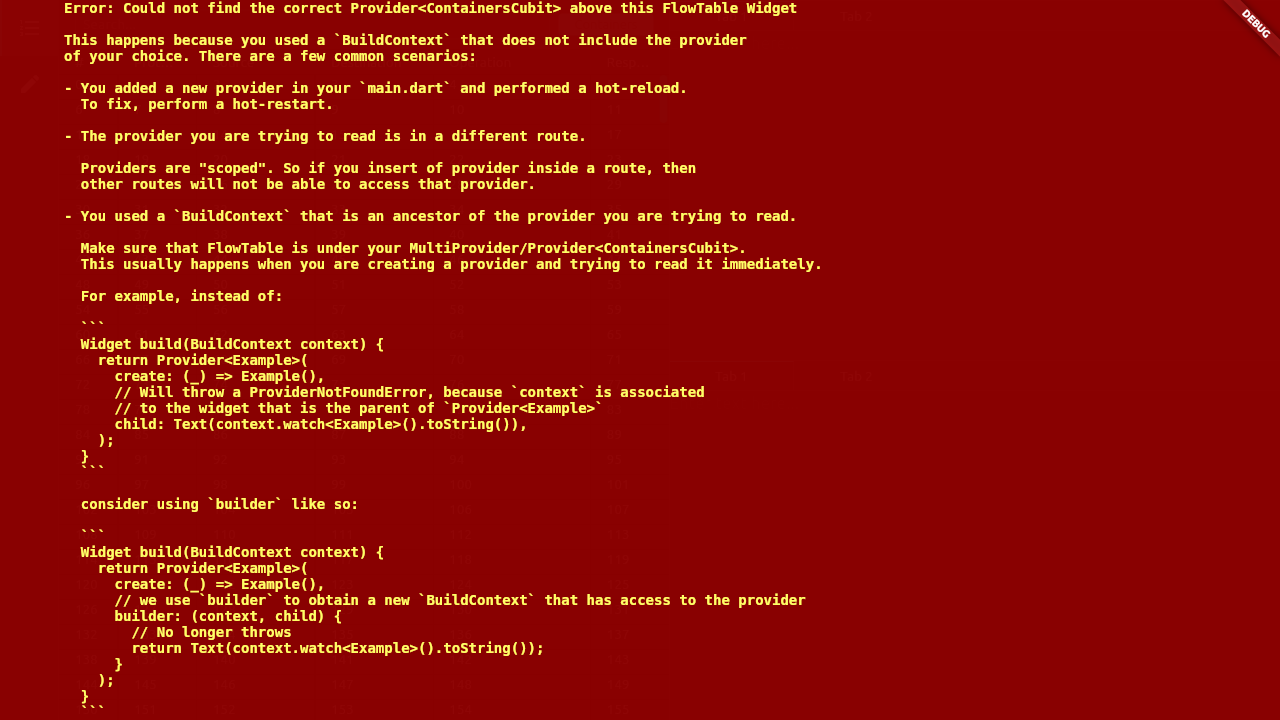 Error: Could not find the correct Provider<ContainersCubit> above this FlowTable Widget
DEBUG
This happens because you used a `BuildContext` that does not include the provider
of your choice. There are a few common scenarios:
- You added a new provider in your `main.dart` and performed a hot-reload.
To fix, perform a hot-restart.
- The provider you are trying to read is in a different route.
Providers are "scoped". So if you insert of provider inside a route, then
other routes will not be able to access that provider.
- You used a `BuildContext` that is an ancestor of the provider you are trying to read.
Make sure that FlowTable is under your MultiProvider/Provider<ContainersCubit>.
This usually happens when you are creating a provider and trying to read it immediately.
For example, instead of:
```
Widget build(BuildContext context) {
return Provider<Example>(
create: (_) => Example(),
// Will throw a ProviderNotFoundError, because `context` is associated
// to the widget that is the parent of `Provider<Example>`
child: Text(context.watch<Example>().toString()),
);
}
```
consider using `builder` like so:
```
Widget build(BuildContext context) {
return Provider<Example>(
create: (_) => Example(),
// we use `builder` to obtain a new `BuildContext` that has access to the provider
builder: (context, child) {
// No longer throws
return Text(context.watch<Example>().toString());
}
);
}
```